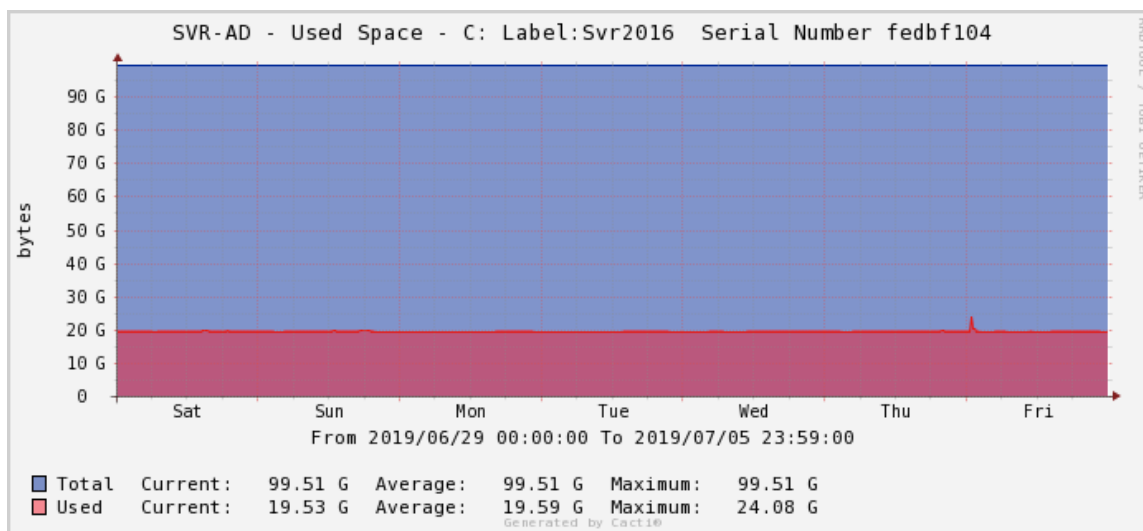 SVR-AD - Used Space - C: Label:Svr2016 Serial Number fedbf104
bytes
90 G
80 G
70 G
60 G
50 G
40 G
30 G
20 G
10 G
0
Sat Sun Mon Tue Wed Thu Fri
From 2019/06/29 00:00:00 To 2019/07/05 23:59:00
Total Current: 99.51 G Average: 99.51 G Maximum: 99.51 G
Used Current: 19.53 G Average: 19.59 G Maximum: 24.08 G
Generated by Cacti®